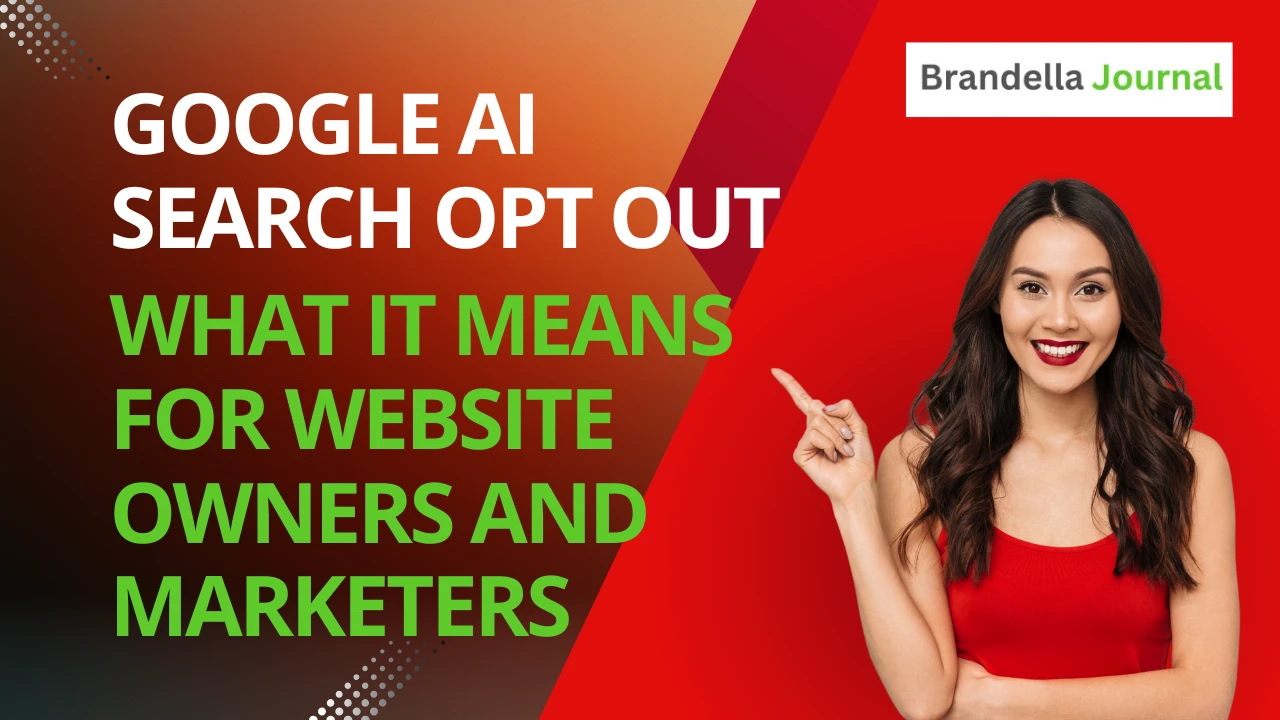 GOOGLE AI
SEARCH OPT OUT
WHAT IT MEANS
FOR WEBSITE
OWNERS AND
MARKETERS
Brandella Journal